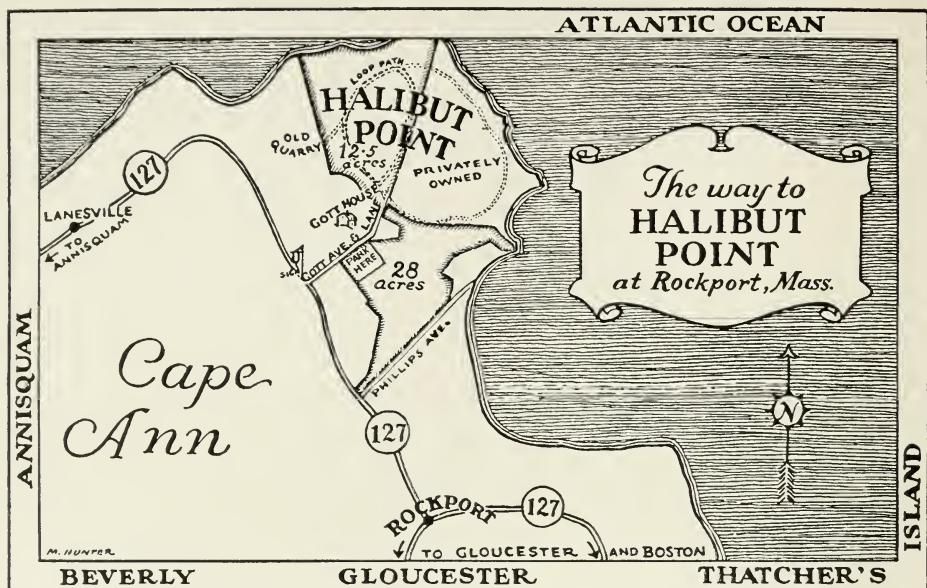 ATLANTIC OCEAN
LOOP PATH
HALIBUT
POINT
OLD
QUARRY
12.5
acres
PRIVATELY
OWNED
127
The way to
HALIBUT
POINT
at Rockport, Mass.
LANESVILLE
TO
ANNISQUAM
GOTT HOUSE
GOTT AVE. & LANE
SIGN
PARK
HERE
28
acres
PHILLIPS AVE.
ANNISQUAM
Cape
Ann
N
127
ROCKPORT
127
ISLAND
M. HUNTER
TO GLOUCESTER AND BOSTON
BEVERLY
GLOUCESTER
THATCHER'S